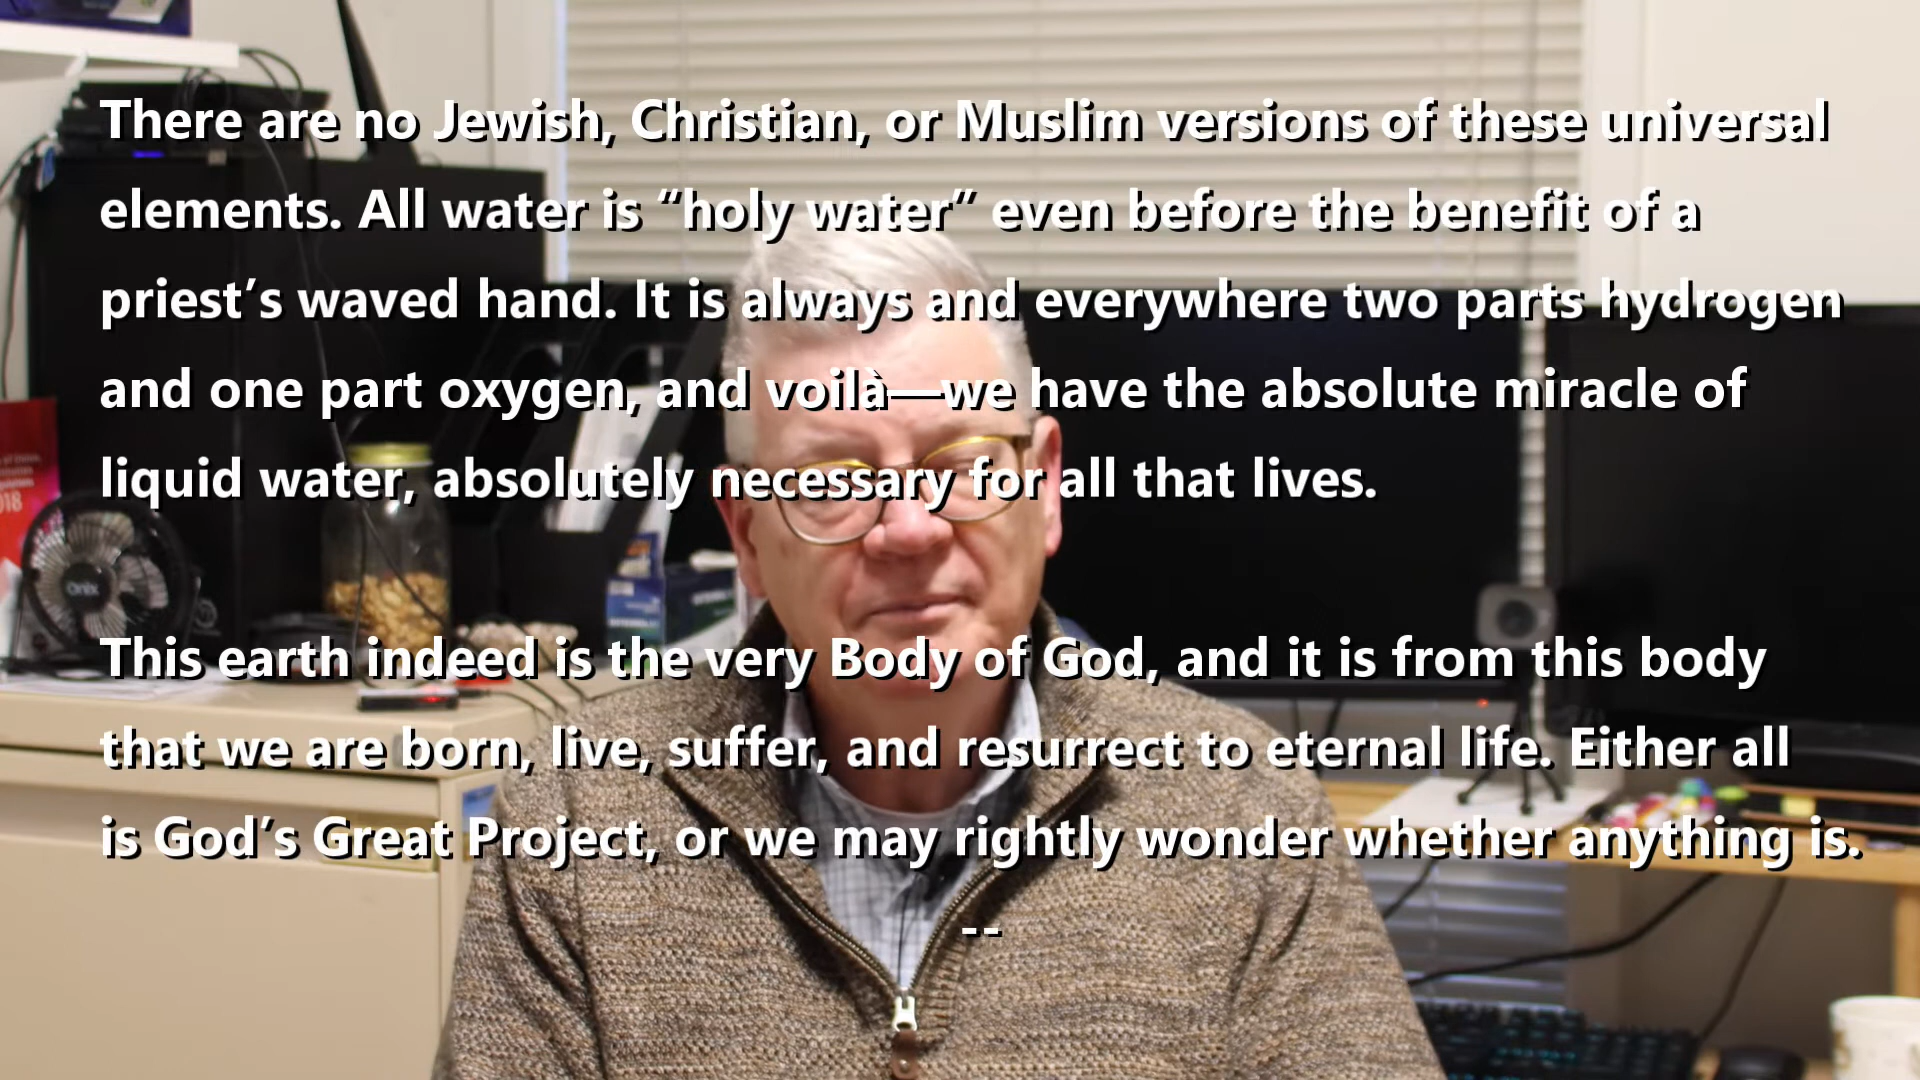 There are no Jewish, Christian, or Muslim versions of these universal
elements. All water is “holy water” even before the benefit of a
priest’s waved hand. It is always and everywhere two parts hydrogen
and one part oxygen, and voilà—we have the absolute miracle of
liquid water, absolutely necessary for all that lives.
This earth indeed is the very Body of God, and it is from this body
that we are born, live, suffer, and resurrect to eternal life. Either all
is God’s Great Project, or we may rightly wonder whether anything is.
--
Onix